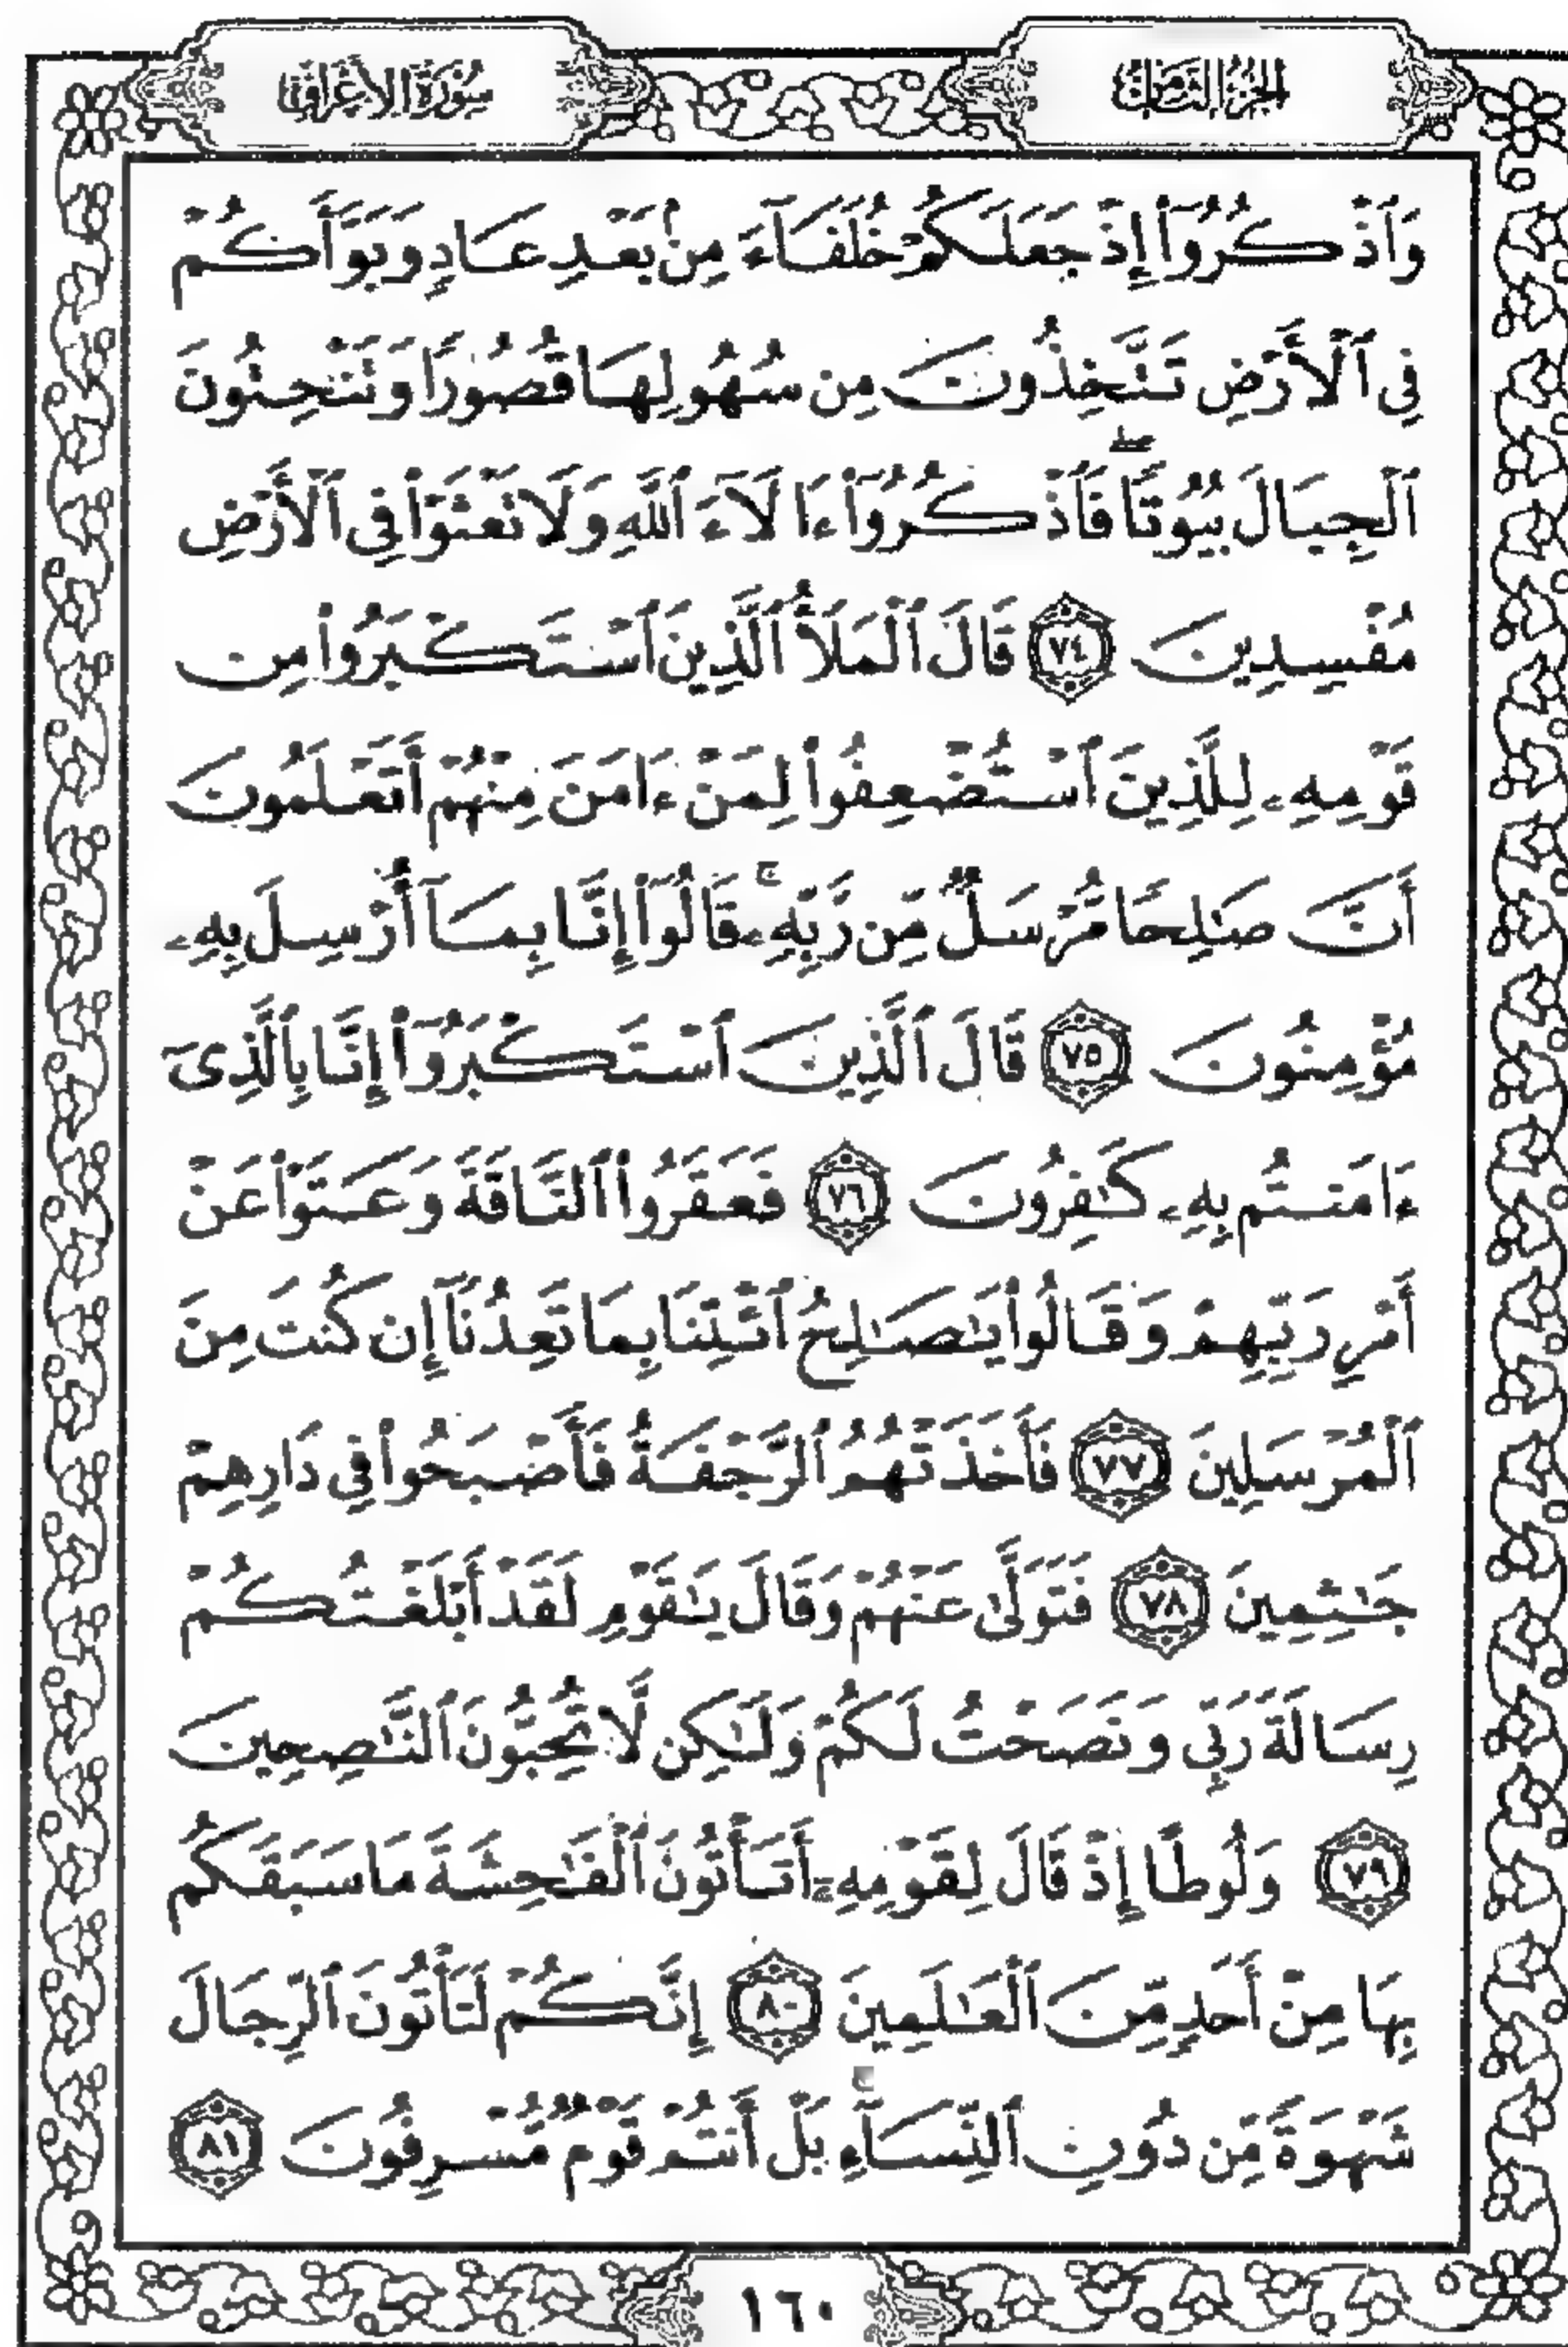 الجزء الثامن
سورة الأعراف
وَٱذْكُرُوٓا۟ إِذْ جَعَلَكُمْ خُلَفَآءَ مِنۢ بَعْدِ عَادٍ وَبَوَّأَكُمْ
فِى ٱلْأَرْضِ تَتَّخِذُونَ مِن سُهُولِهَا قُصُورًا وَتَنْحِتُونَ
ٱلْجِبَالَ بُيُوتًا ۖ فَٱذْكُرُوٓا۟ ءَالَآءَ ٱللَّهِ وَلَا تَعْثَوْا۟ فِى ٱلْأَرْضِ
مُفْسِدِينَ ٧٤ قَالَ ٱلْمَلَأُ ٱلَّذِينَ ٱسْتَكْبَرُوا۟ مِن
قَوْمِهِۦ لِلَّذِينَ ٱسْتُضْعِفُوا۟ لِمَنْ ءَامَنَ مِنْهُمْ أَتَعْلَمُونَ
أَنَّ صَٰلِحًا مُّرْسَلٌ مِّن رَّبِّهِۦ ۚ قَالُوٓا۟ إِنَّا بِمَآ أُرْسِلَ بِهِۦ
مُؤْمِنُونَ ٧٥ قَالَ ٱلَّذِينَ ٱسْتَكْبَرُوٓا۟ إِنَّا بِٱلَّذِىٓ
ءَامَنتُم بِهِۦ كَٰفِرُونَ ٧٦ فَعَقَرُوا۟ ٱلنَّاقَةَ وَعَتَوْا۟ عَنْ
أَمْرِ رَبِّهِمْ وَقَالُوا۟ يَٰصَٰلِحُ ٱئْتِنَا بِمَا تَعِدُنَآ إِن كُنتَ مِنَ
ٱلْمُرْسَلِينَ ٧٧ فَأَخَذَتْهُمُ ٱلرَّجْفَةُ فَأَصْبَحُوا۟ فِى دَارِهِمْ
جَٰثِمِينَ ٧٨ فَتَوَلَّىٰ عَنْهُمْ وَقَالَ يَٰقَوْمِ لَقَدْ أَبْلَغْتُكُمْ
رِسَالَةَ رَبِّى وَنَصَحْتُ لَكُمْ وَلَٰكِن لَّا تُحِبُّونَ ٱلنَّٰصِحِينَ
٧٩ وَلُوطًا إِذْ قَالَ لِقَوْمِهِۦٓ أَتَأْتُونَ ٱلْفَٰحِشَةَ مَا سَبَقَكُم
بِهَا مِنْ أَحَدٍ مِّنَ ٱلْعَٰلَمِينَ ٨٠ إِنَّكُمْ لَتَأْتُونَ ٱلرِّجَالَ
شَهْوَةً مِّن دُونِ ٱلنِّسَآءِ ۚ بَلْ أَنتُمْ قَوْمٌ مُّسْرِفُونَ ٨١
١٦٠